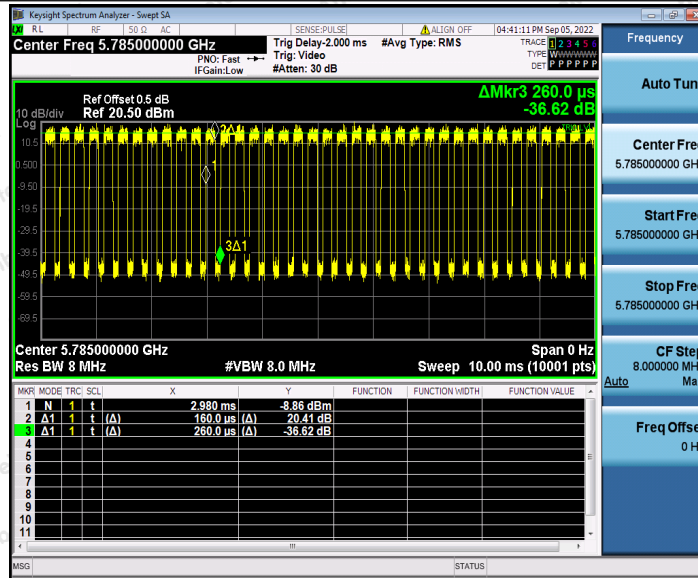 Keysight Spectrum Analyzer - Swept SA
LXI RL RF 50 Ω AC SENSE:PULSE ALIGN OFF 04:41:11 PM Sep 05, 2022
Center Freq 5.785000000 GHz
PNO: Fast
IFGain:Low
Trig Delay-2.000 ms
Trig: Video
#Atten: 30 dB
#Avg Type: RMS
TRACE 1 2 3 4 5 6
TYPE WWWWWW
DET P P P P P P
ΔMkr3 260.0 µs
-36.62 dB
Ref Offset 0.5 dB
10 dB/div Ref 20.50 dBm
Log
10.5
0.500
-9.50
-19.5
-29.5
-39.5
-49.5
-59.5
-69.5
2Δ1
1
3Δ1
Center 5.785000000 GHz Span 0 Hz
Res BW 8 MHz #VBW 8.0 MHz Sweep 10.00 ms (10001 pts)
MKR MODE TRC SCL X Y FUNCTION FUNCTION WIDTH FUNCTION VALUE
1 N 1 t 2.980 ms -8.86 dBm
2 Δ1 1 t (Δ) 160.0 µs (Δ) 20.41 dB
3 Δ1 1 t (Δ) 260.0 µs (Δ) -36.62 dB
4
5
6
7
8
9
10
11
MSG STATUS
Frequency
Auto Tun
Center Fre
5.785000000 GH
Start Fre
5.785000000 GH
Stop Fre
5.785000000 GH
CF Ste
8.000000 MH
Auto Ma
Freq Offse
0 H